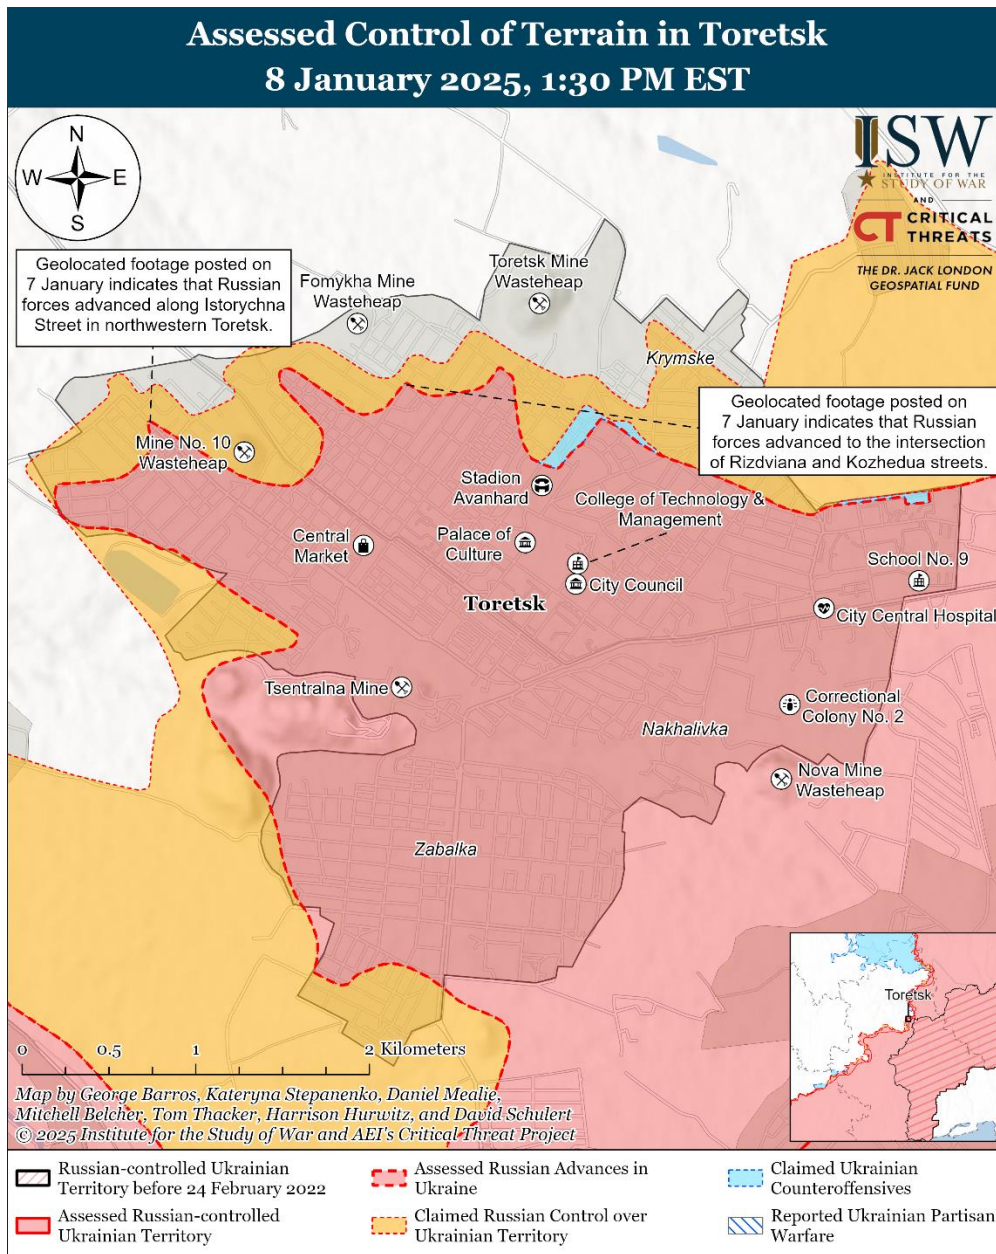 Assessed Control of Terrain in Toretsk
8 January 2025, 1:30 PM EST
N
W
E
S
ISW
INSTITUTE FOR THE
STUDY OF WAR
AND
CT CRITICAL
THREATS
THE DR. JACK LONDON
GEOSPATIAL FUND
Geolocated footage posted on
7 January indicates that Russian
forces advanced along Istorychna
Street in northwestern Toretsk.
Fomykha Mine
Wasteheap
Toretsk Mine
Wasteheap
Krymske
Geolocated footage posted on
7 January indicates that Russian
forces advanced to the intersection
of Rizdviana and Kozhedua streets.
Mine No. 10
Wasteheap
Stadion
Avanhard
College of Technology &
Management
Central
Market
Palace of
Culture
City Council
School No. 9
Toretsk
City Central Hospital
Tsentralna Mine
Correctional
Colony No. 2
Nakhalivka
Nova Mine
Wasteheap
Zabalka
Toretsk
0 0.5 1 2 Kilometers
Map by George Barros, Kateryna Stepanenko, Daniel Mealie,
Mitchell Belcher, Tom Thacker, Harrison Hurwitz, and David Schulert
© 2025 Institute for the Study of War and AEI's Critical Threat Project
Russian-controlled Ukrainian
Territory before 24 February 2022
Assessed Russian Advances in
Ukraine
Claimed Ukrainian
Counteroffensives
Assessed Russian-controlled
Ukrainian Territory
Claimed Russian Control over
Ukrainian Territory
Reported Ukrainian Partisan
Warfare